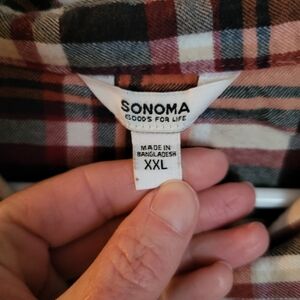 SONOMA
GOODS FOR LIFE
MADE IN
BANGLADESH
XXL